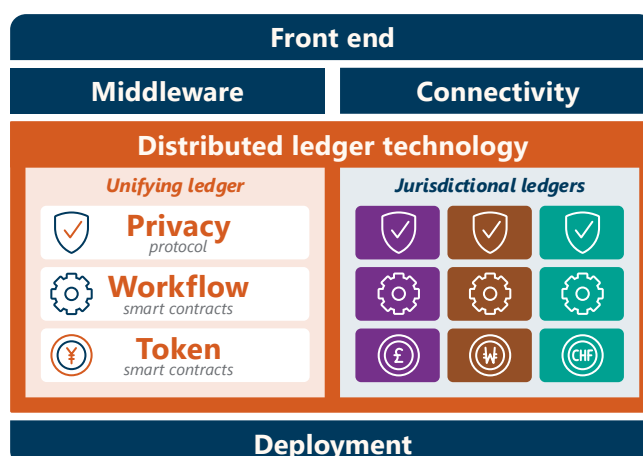 Front end
Middleware
Connectivity
Distributed ledger technology
Unifying ledger
Privacy
protocol
Workflow
smart contracts
¥
Token
smart contracts
Jurisdictional ledgers
£
₩
CHF
Deployment